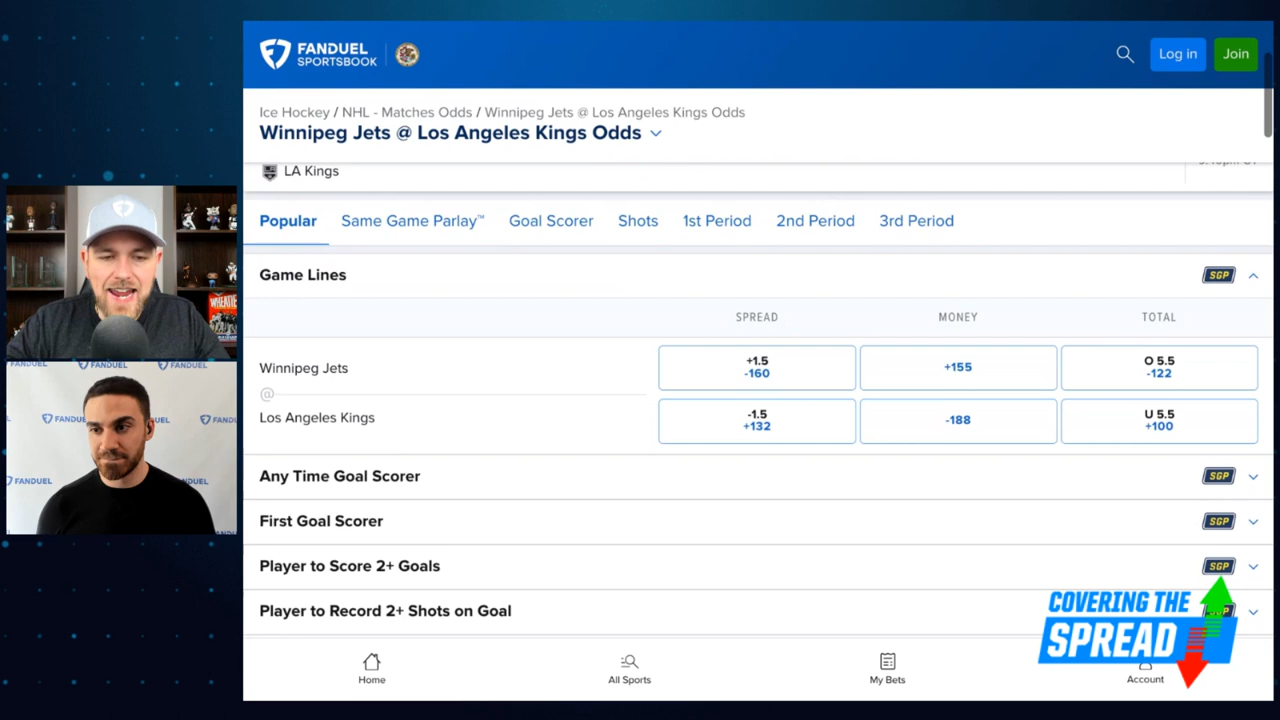 FANDUEL
SPORTSBOOK
Log in
Join
Ice Hockey / NHL - Matches Odds / Winnipeg Jets @ Los Angeles Kings Odds
Winnipeg Jets @ Los Angeles Kings Odds
LA Kings
Popular Same Game Parlay™ Goal Scorer Shots 1st Period 2nd Period 3rd Period
Game Lines SGP
SPREAD MONEY TOTAL
Winnipeg Jets
+1.5
-160
+155
O 5.5
-122
@
Los Angeles Kings
-1.5
+132
-188
U 5.5
+100
Any Time Goal Scorer SGP
First Goal Scorer SGP
Player to Score 2+ Goals SGP
Player to Record 2+ Shots on Goal
COVERING THE
SPREAD
Home All Sports My Bets Account
WHEATIES
FANDUEL FANDUEL FANDUEL
FANDUEL
FANDUEL
FANDUEL